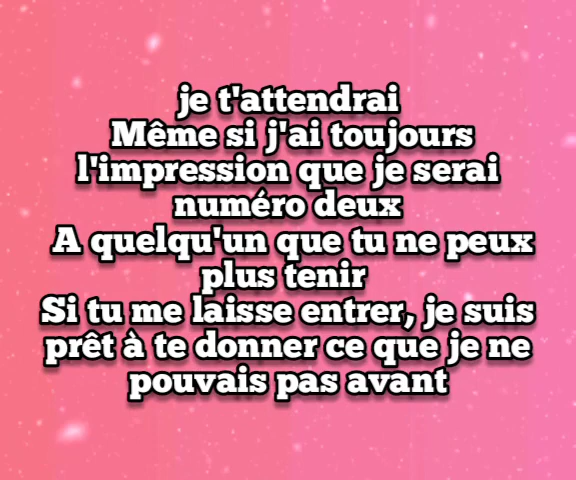 je t'attendrai
Même si j'ai toujours
l'impression que je serai
numéro deux
A quelqu'un que tu ne peux
plus tenir
Si tu me laisse entrer, je suis
prêt à te donner ce que je ne
pouvais pas avant